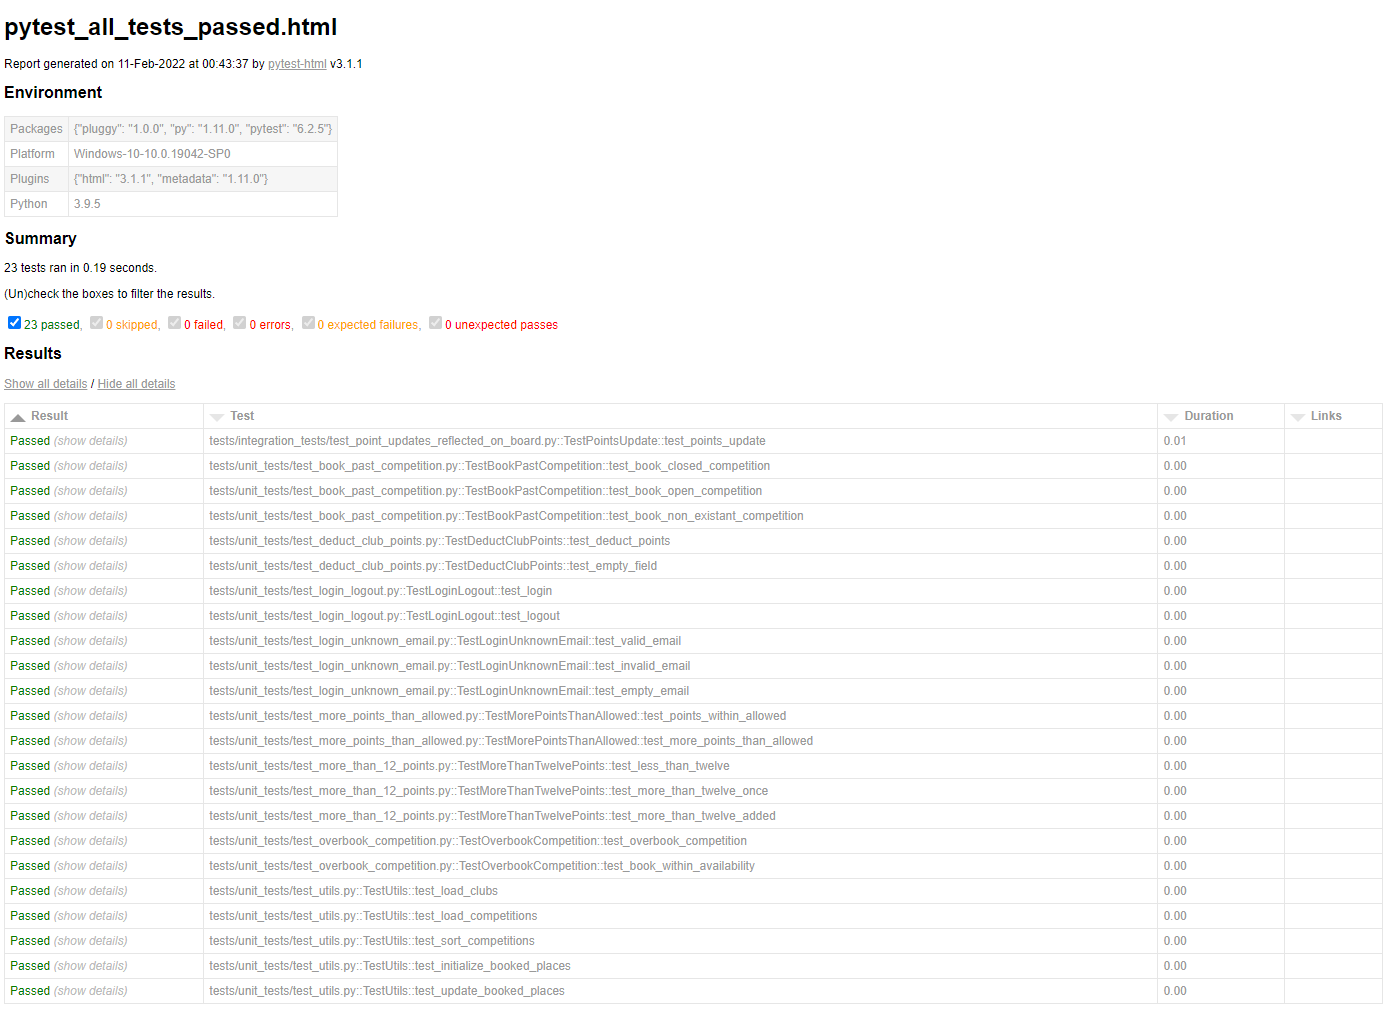 pytest_all_tests_passed.html
Report generated on 11-Feb-2022 at 00:43:37 by pytest-html v3.1.1
Environment
Packages {"pluggy": "1.0.0", "py": "1.11.0", "pytest": "6.2.5"}
Platform Windows-10-10.0.19042-SP0
Plugins {"html": "3.1.1", "metadata": "1.11.0"}
Python 3.9.5
Summary
23 tests ran in 0.19 seconds.
(Un)check the boxes to filter the results.
23 passed, 0 skipped, 0 failed, 0 errors, 0 expected failures, 0 unexpected passes
Results
Show all details / Hide all details
Result Test Duration Links
Passed (show details) tests/integration_tests/test_point_updates_reflected_on_board.py::TestPointsUpdate::test_points_update 0.01
Passed (show details) tests/unit_tests/test_book_past_competition.py::TestBookPastCompetition::test_book_closed_competition 0.00
Passed (show details) tests/unit_tests/test_book_past_competition.py::TestBookPastCompetition::test_book_open_competition 0.00
Passed (show details) tests/unit_tests/test_book_past_competition.py::TestBookPastCompetition::test_book_non_existant_competition 0.00
Passed (show details) tests/unit_tests/test_deduct_club_points.py::TestDeductClubPoints::test_deduct_points 0.00
Passed (show details) tests/unit_tests/test_deduct_club_points.py::TestDeductClubPoints::test_empty_field 0.00
Passed (show details) tests/unit_tests/test_login_logout.py::TestLoginLogout::test_login 0.00
Passed (show details) tests/unit_tests/test_login_logout.py::TestLoginLogout::test_logout 0.00
Passed (show details) tests/unit_tests/test_login_unknown_email.py::TestLoginUnknownEmail::test_valid_email 0.00
Passed (show details) tests/unit_tests/test_login_unknown_email.py::TestLoginUnknownEmail::test_invalid_email 0.00
Passed (show details) tests/unit_tests/test_login_unknown_email.py::TestLoginUnknownEmail::test_empty_email 0.00
Passed (show details) tests/unit_tests/test_more_points_than_allowed.py::TestMorePointsThanAllowed::test_points_within_allowed 0.00
Passed (show details) tests/unit_tests/test_more_points_than_allowed.py::TestMorePointsThanAllowed::test_more_points_than_allowed 0.00
Passed (show details) tests/unit_tests/test_more_than_12_points.py::TestMoreThanTwelvePoints::test_less_than_twelve 0.00
Passed (show details) tests/unit_tests/test_more_than_12_points.py::TestMoreThanTwelvePoints::test_more_than_twelve_once 0.00
Passed (show details) tests/unit_tests/test_more_than_12_points.py::TestMoreThanTwelvePoints::test_more_than_twelve_added 0.00
Passed (show details) tests/unit_tests/test_overbook_competition.py::TestOverbookCompetition::test_overbook_competition 0.00
Passed (show details) tests/unit_tests/test_overbook_competition.py::TestOverbookCompetition::test_book_within_availability 0.00
Passed (show details) tests/unit_tests/test_utils.py::TestUtils::test_load_clubs 0.00
Passed (show details) tests/unit_tests/test_utils.py::TestUtils::test_load_competitions 0.00
Passed (show details) tests/unit_tests/test_utils.py::TestUtils::test_sort_competitions 0.00
Passed (show details) tests/unit_tests/test_utils.py::TestUtils::test_initialize_booked_places 0.00
Passed (show details) tests/unit_tests/test_utils.py::TestUtils::test_update_booked_places 0.00